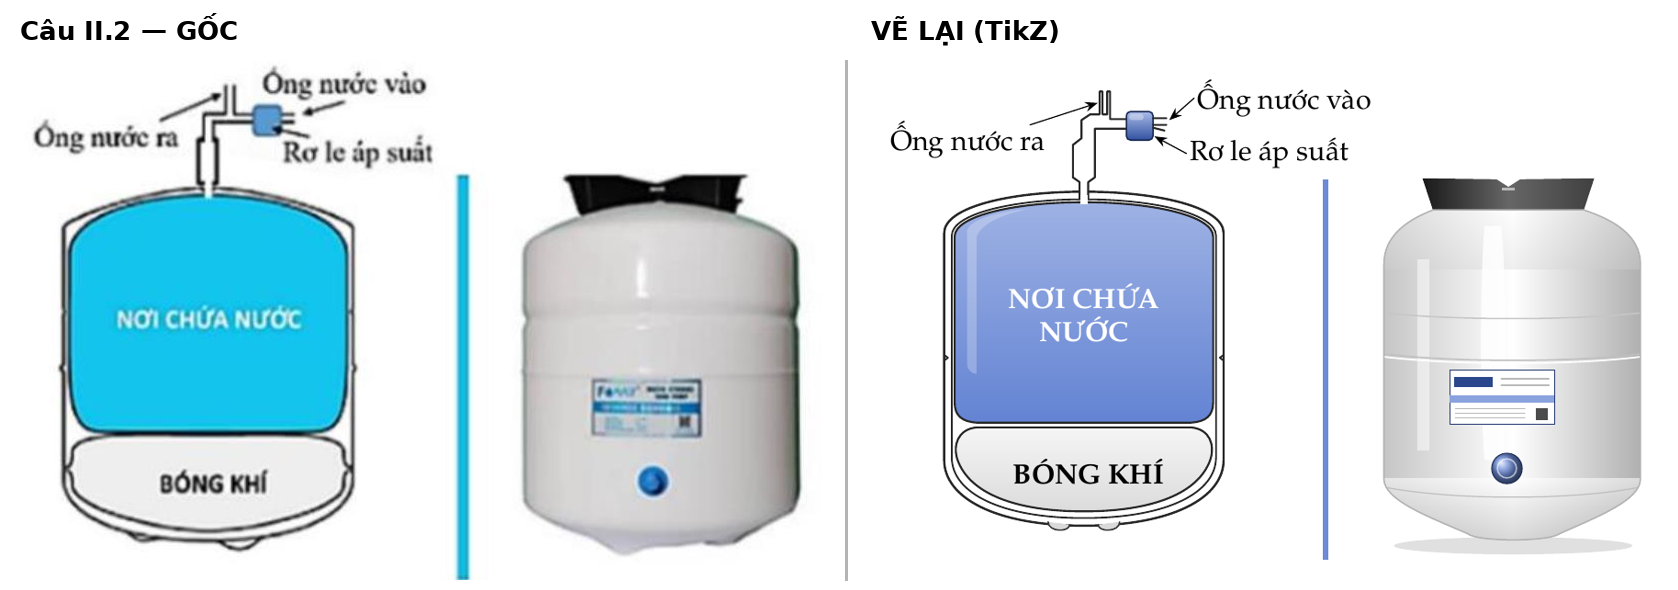 Câu II.2 — GỐC
Ống nước vào
Ống nước ra
Rơ le áp suất
NƠI CHỨA NƯỚC
BÓNG KHÍ
VẼ LẠI (TikZ)
Ống nước vào
Ống nước ra
Rơ le áp suất
NƠI CHỨA
NƯỚC
BÓNG KHÍ